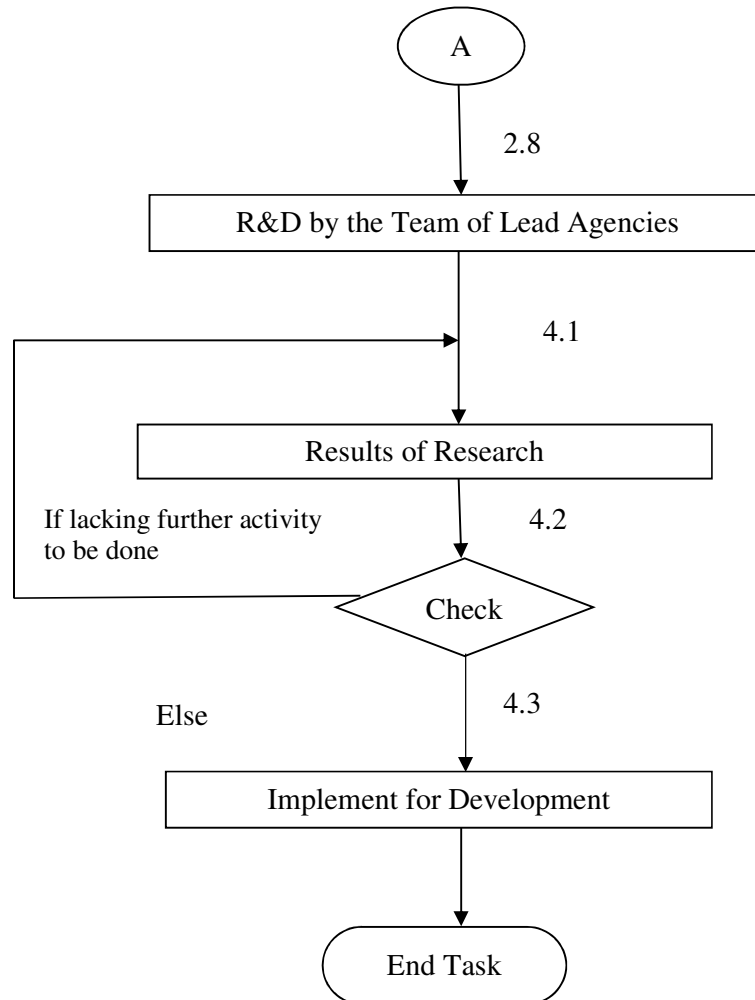 A
2.8
R&D by the Team of Lead Agencies
4.1
Results of Research
If lacking further activity
to be done
4.2
Check
Else
4.3
Implement for Development
End Task